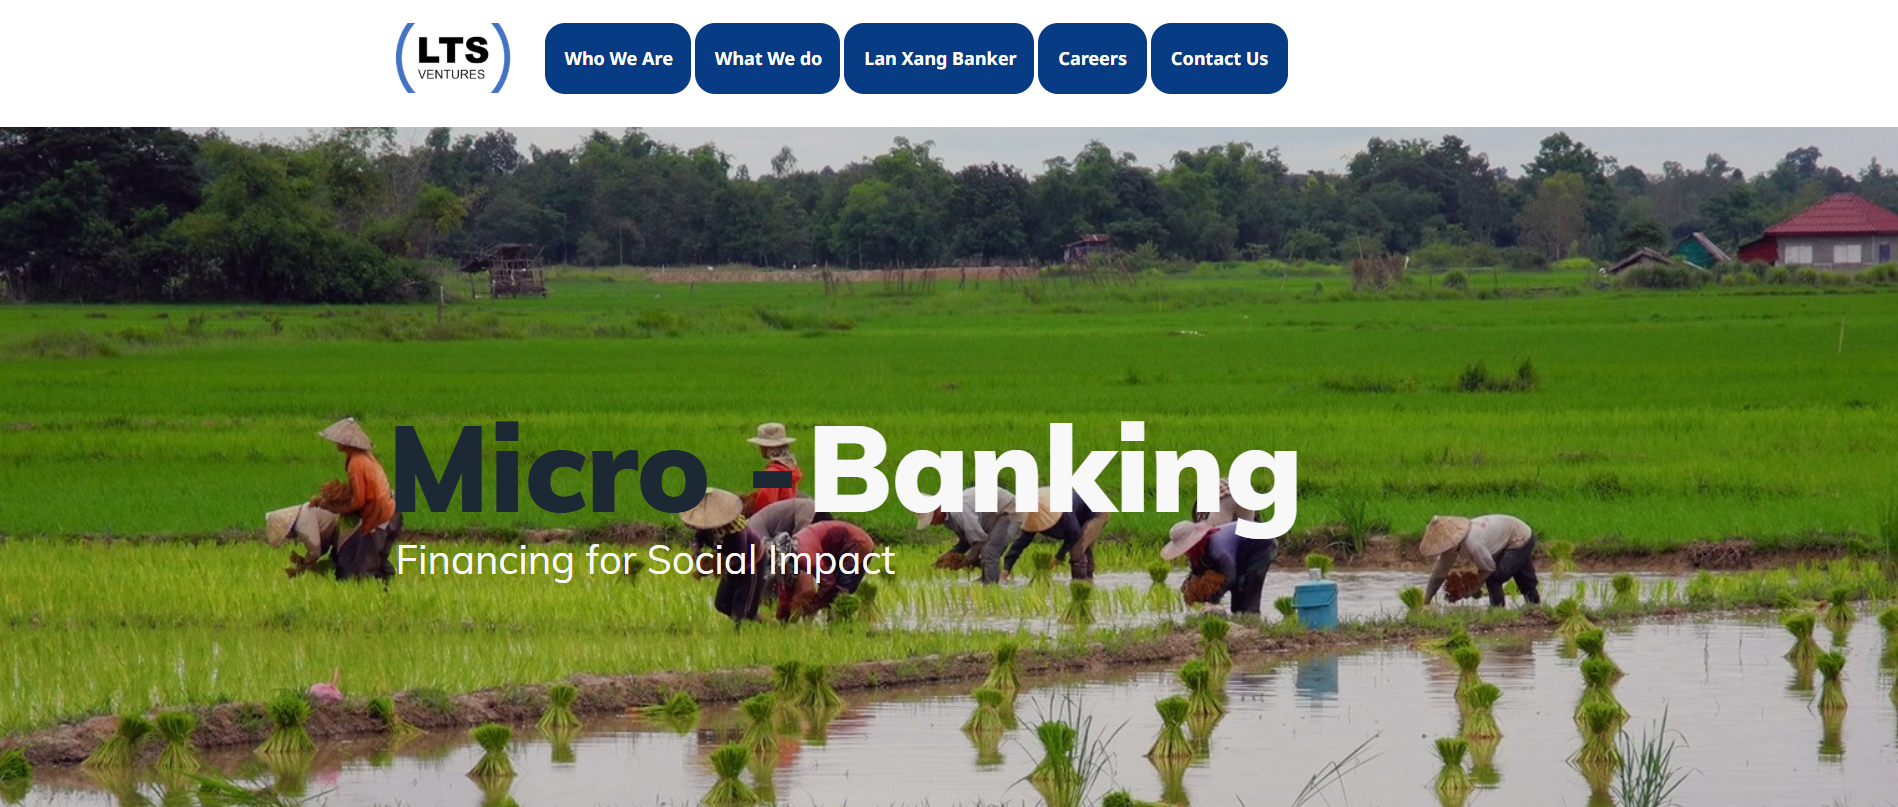 LTS
VENTURES
Who We Are
What We do
Lan Xang Banker
Careers
Contact Us
Micro - Banking
Financing for Social Impact